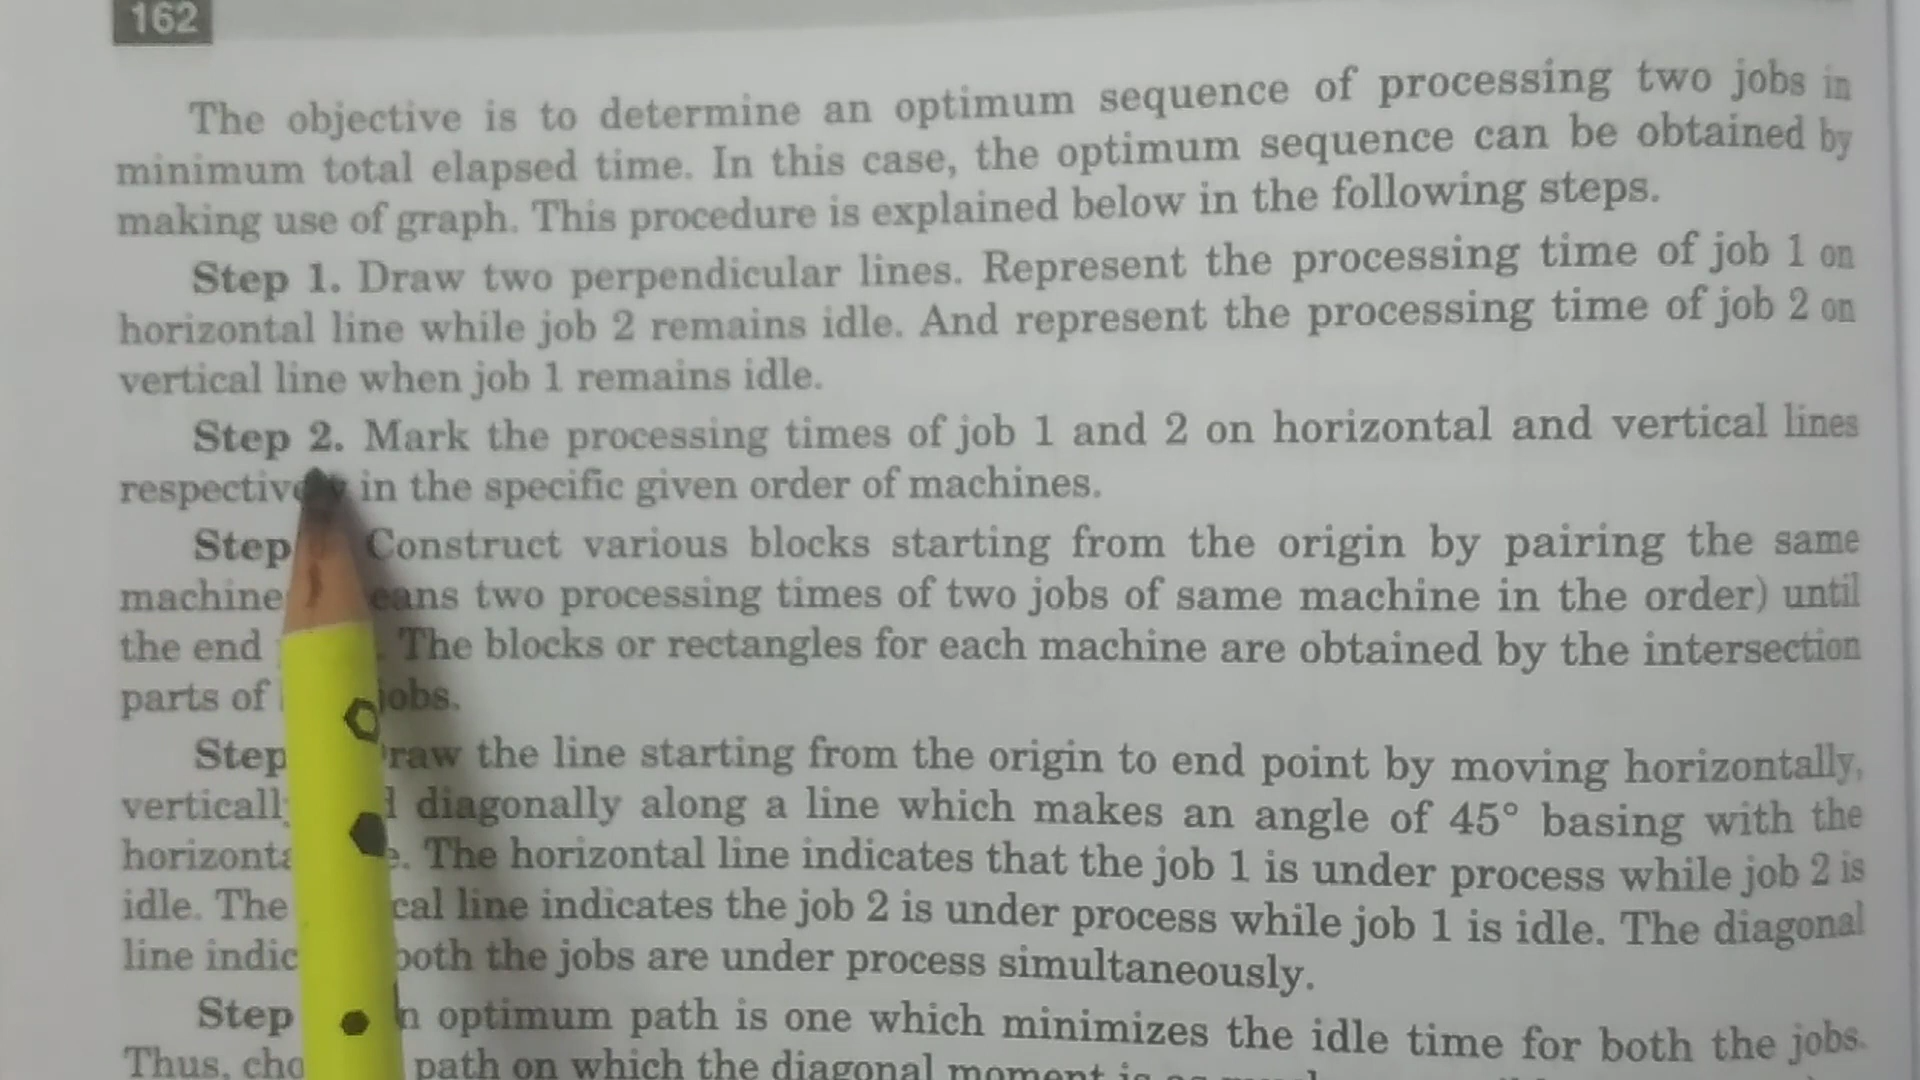 162
The objective is to determine an optimum sequence of processing two jobs in
minimum total elapsed time. In this case, the optimum sequence can be obtained by
making use of graph. This procedure is explained below in the following steps.
Step 1. Draw two perpendicular lines. Represent the processing time of job 1 on
horizontal line while job 2 remains idle. And represent the processing time of job 2 on
vertical line when job 1 remains idle.
Step 2. Mark the processing times of job 1 and 2 on horizontal and vertical lines
respectively in the specific given order of machines.
Step Construct various blocks starting from the origin by pairing the same
machine two processing times of two jobs of same machine in the order) until
the end The blocks or rectangles for each machine are obtained by the intersection
parts of jobs.
Step the line starting from the origin to end point by moving horizontally,
diagonally along a line which makes an angle of 45° basing with the
The horizontal line indicates that the job 1 is under process while job 2 is
idle. The line indicates the job 2 is under process while job 1 is idle. The diagonal
line both the jobs are under process simultaneously.
Step optimum path is one which minimizes the idle time for both the jobs.
Thus, path on which the diagonal moment is